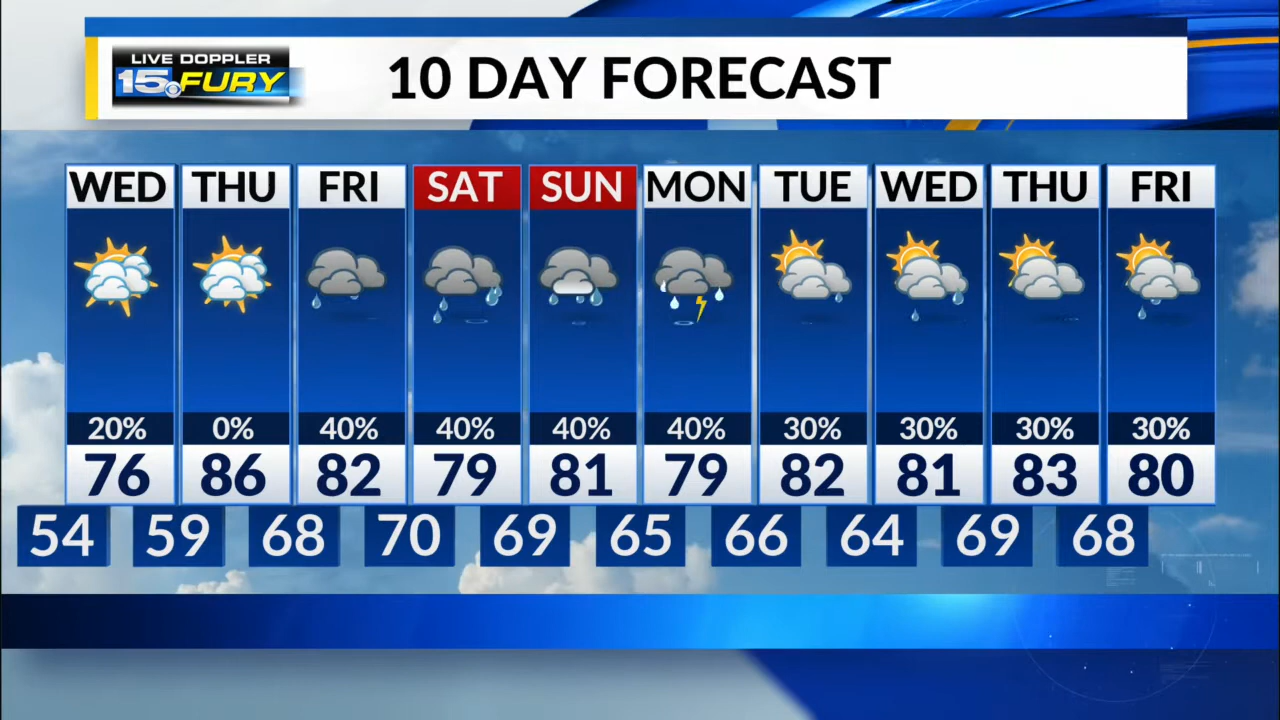 LIVE DOPPLER
15 FURY
10 DAY FORECAST
WED THU FRI SAT SUN MON TUE WED THU FRI
20% 0% 40% 40% 40% 40% 30% 30% 30% 30%
76 86 82 79 81 79 82 81 83 80
54 59 68 70 69 65 66 64 69 68